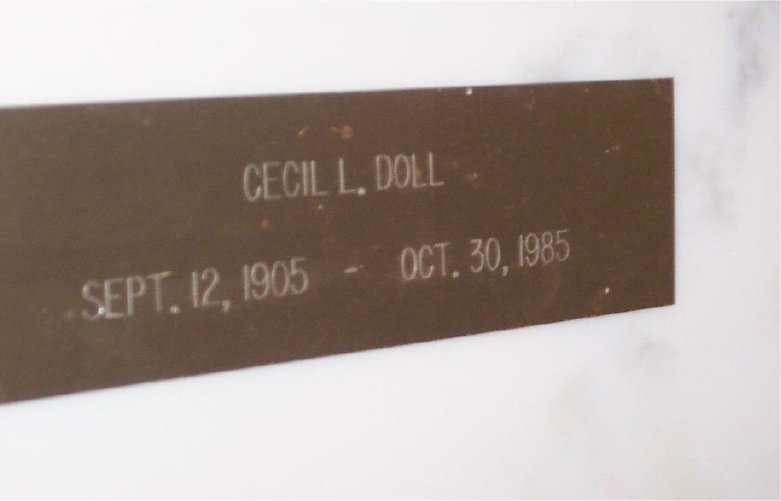 CECIL L. DOLL
SEPT. 12, 1905 - OCT. 30, 1985